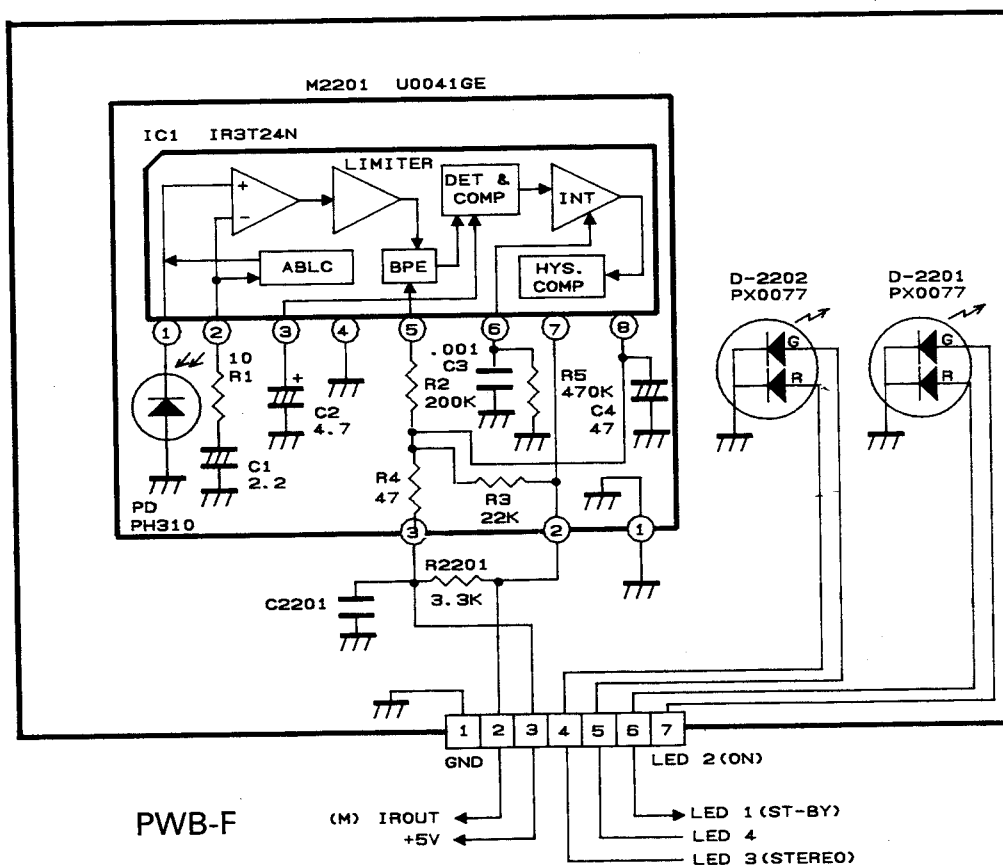 M2201 U0041GE
IC1 IR3T24N
LIMITER
DET &
COMP
+
−
INT
ABLC
BPE
HYS.
COMP
1 2 3 4 5 6 7 8
D-2202
PX0077
D-2201
PX0077
G
R
G
R
10
R1
+
C2
4.7
R2
200K
.001
C3
R5
470K
C4
47
C1
2.2
R4
47
R3
22K
PD
PH310
3 2 1
R2201
3.3K
C2201
1 2 3 4 5 6 7
GND
LED 2(ON)
PWB-F
(M) IROUT
+5V
LED 1(ST-BY)
LED 4
LED 3(STEREO)